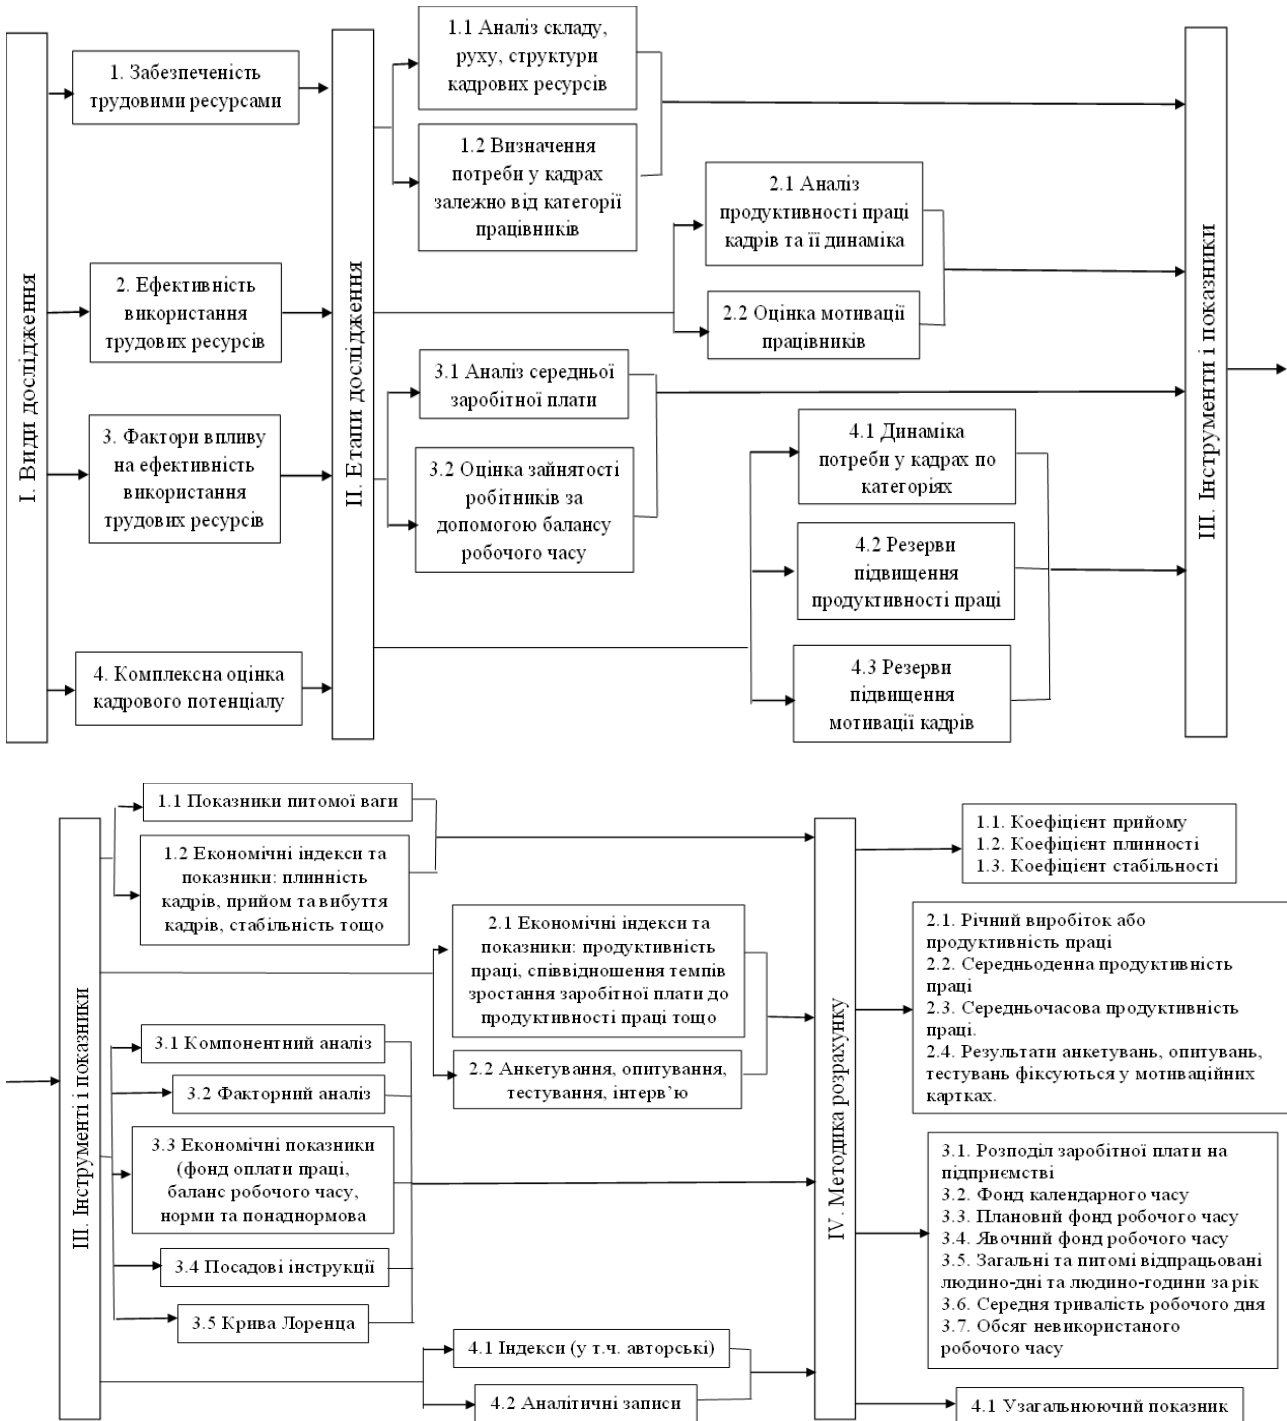 І. Види дослідження
1. Забезпеченість
трудовими ресурсами
2. Ефективність
використання
трудових ресурсів
3. Фактори впливу
на ефективність
використання
трудових ресурсів
4. Комплексна оцінка
кадрового потенціалу
ІІ. Етапи дослідження
1.1 Аналіз складу,
руху, структури
кадрових ресурсів
1.2 Визначення
потреби у кадрах
залежно від категорії
працівників
2.1 Аналіз
продуктивності праці
кадрів та її динаміка
2.2 Оцінка мотивації
працівників
3.1 Аналіз середньої
заробітної плати
3.2 Оцінка зайнятості
робітників за
допомогою балансу
робочого часу
4.1 Динаміка
потреби у кадрах по
категоріях
4.2 Резерви
підвищення
продуктивності праці
4.3 Резерви
підвищення
мотивації кадрів
ІІІ. Інструменти і показники
ІІІ. Інструменті і показники
1.1 Показники питомої ваги
1.2 Економічні індекси та
показники: плинність
кадрів, прийом та вибуття
кадрів, стабільність тощо
2.1 Економічні індекси та
показники: продуктивність
праці, співвідношення темпів
зростання заробітної плати до
продуктивності праці тощо
2.2 Анкетування, опитування,
тестування, інтерв’ю
3.1 Компонентний аналіз
3.2 Факторний аналіз
3.3 Економічні показники
(фонд оплати праці,
баланс робочого часу,
норми та понаднормова
3.4 Посадові інструкції
3.5 Крива Лоренца
4.1 Індекси (у т.ч. авторські)
4.2 Аналітичні записи
IV. Методика розрахунку
1.1. Коефіцієнт прийому
1.2. Коефіцієнт плинності
1.3. Коефіцієнт стабільності
2.1. Річний виробіток або
продуктивність праці
2.2. Середньоденна продуктивність
праці
2.3. Середньочасова продуктивність
праці.
2.4. Результати анкетувань, опитувань,
тестувань фіксуються у мотиваційних
картках.
3.1. Розподіл заробітної плати на
підприємстві
3.2. Фонд календарного часу
3.3. Плановий фонд робочого часу
3.4. Явочний фонд робочого часу
3.5. Загальні та питомі відпрацьовані
людино-дні та людино-години за рік
3.6. Середня тривалість робочого дня
3.7. Обсяг невикористаного
робочого часу
4.1 Узагальнюючий показник